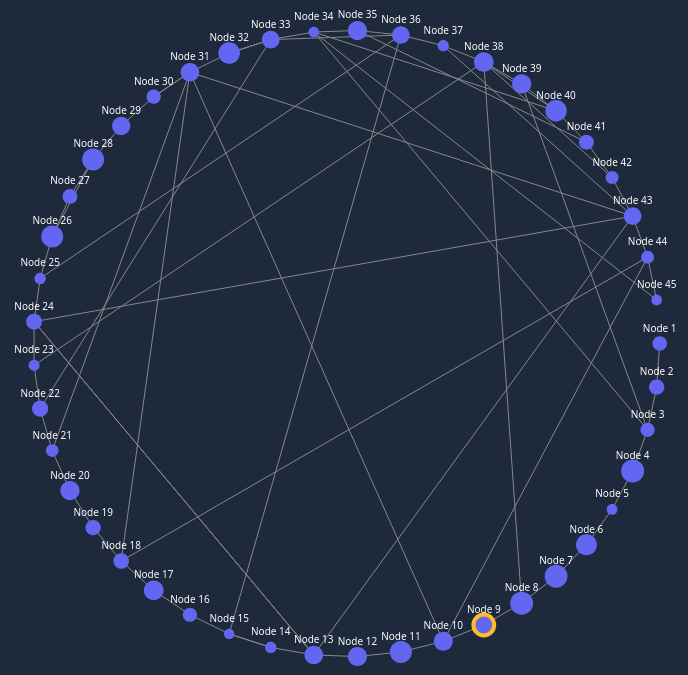 Node 34
Node 35
Node 36
Node 33
Node 37
Node 32
Node 38
Node 31
Node 39
Node 30
Node 40
Node 29
Node 41
Node 28
Node 42
Node 27
Node 43
Node 26
Node 44
Node 25
Node 45
Node 24
Node 1
Node 23
Node 2
Node 22
Node 3
Node 21
Node 4
Node 20
Node 5
Node 19
Node 6
Node 18
Node 7
Node 17
Node 8
Node 16
Node 9
Node 15
Node 10
Node 14
Node 11
Node 13
Node 12